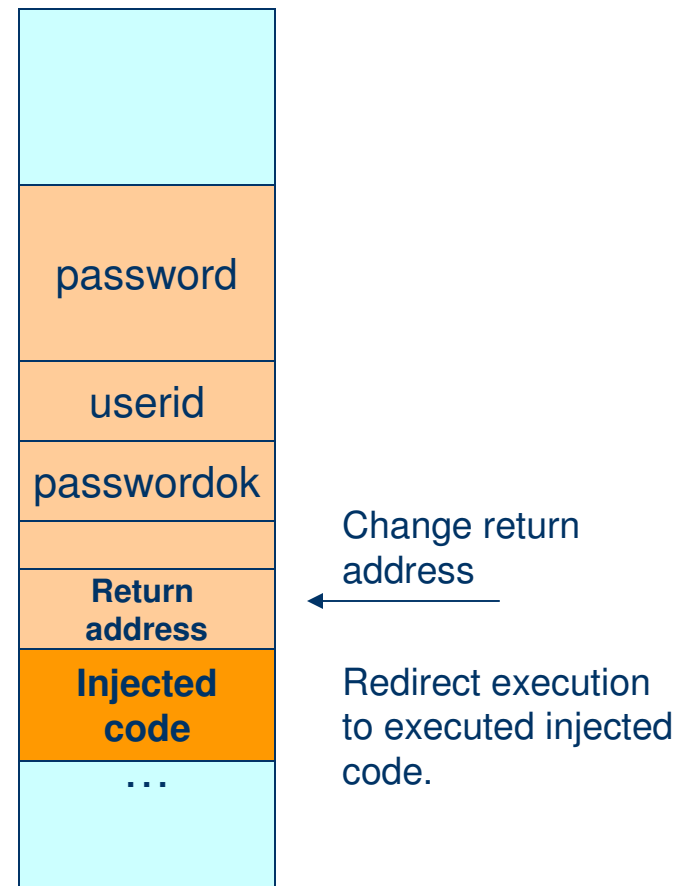 password
userid
passwordok
Change return
address
Return
address
Injected
code
Redirect execution
to executed injected
code.
...